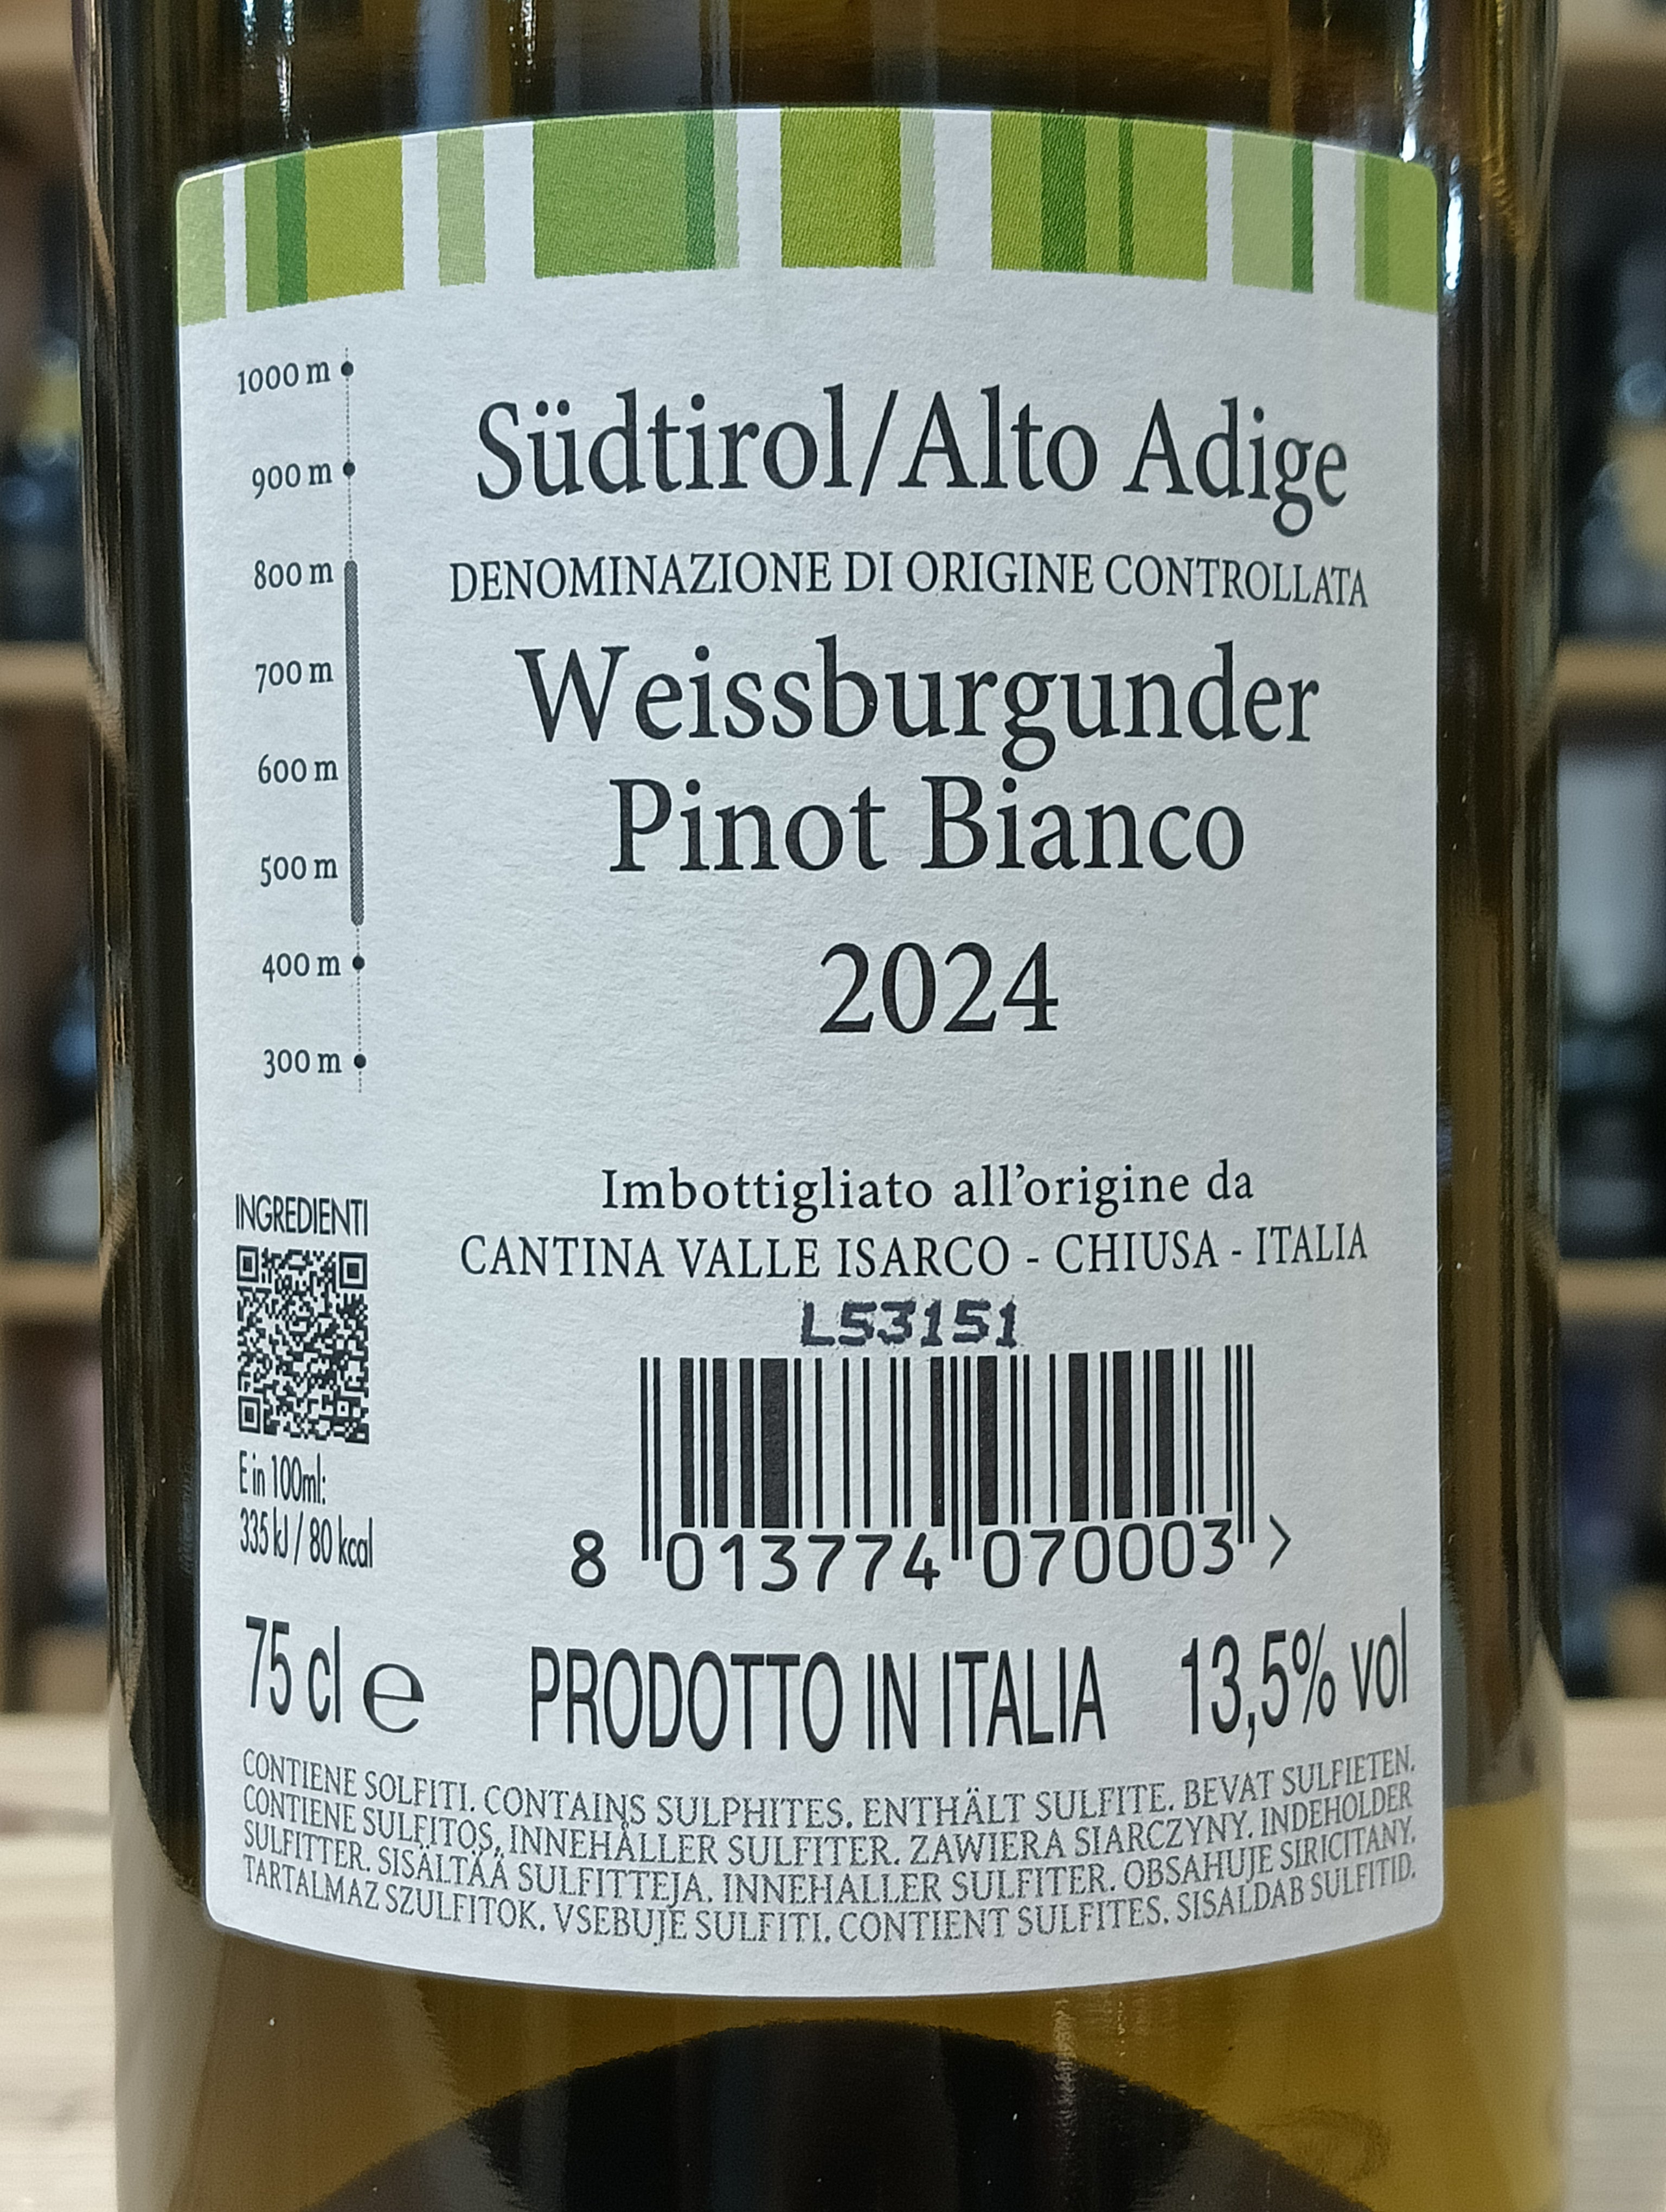 1000 m
900 m
800 m
700 m
600 m
500 m
400 m
300 m
Südtirol/Alto Adige
DENOMINAZIONE DI ORIGINE CONTROLLATA
Weissburgunder
Pinot Bianco
2024
Imbottigliato all'origine da
CANTINA VALLE ISARCO - CHIUSA - ITALIA
L53151
INGREDIENTI
E in 100ml:
335 kJ / 80 kcal
8 013774 070003 >
75 cl e PRODOTTO IN ITALIA 13,5% vol
CONTIENE SOLFITI. CONTAINS SULPHITES. ENTHÄLT SULFITE. BEVAT SULFIETEN.
CONTIENE SULFITOS. INNEHÅLLER SULFITER. ZAWIERA SIARCZYNY. INDEHOLDER
SULFITTER. SISÄLTÄÄ SULFITTEJA. INNEHALLER SULFITER. OBSAHUJE SIRICITANY.
TARTALMAZ SZULFITOK. VSEBUJE SULFITI. CONTIENT SULFITES. SISALDAB SULFITID.